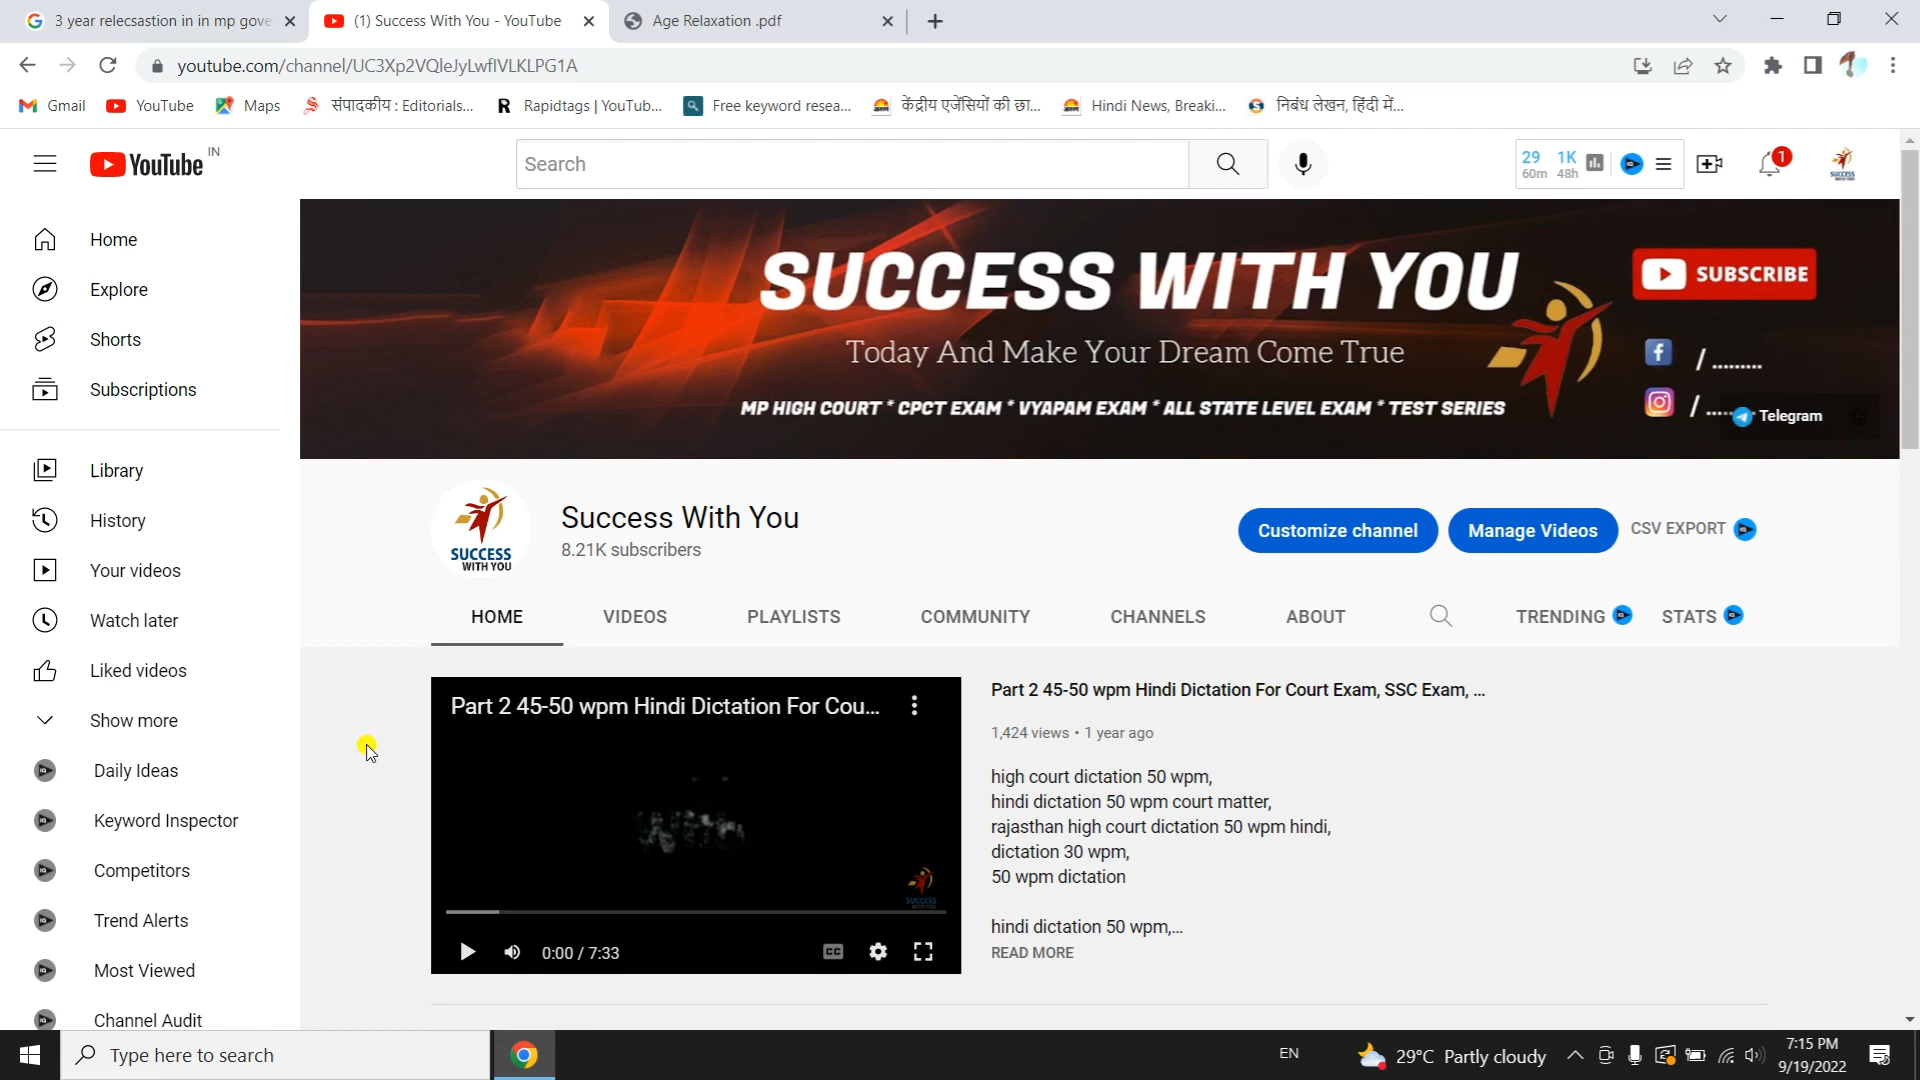 3 year relecsastion in in mp gove
(1) Success With You - YouTube
Age Relaxation .pdf
youtube.com/channel/UC3Xp2VQleJyLwfIVLKLPG1A
Gmail
YouTube
Maps
संपादकीय : Editorials...
Rapidtags | YouTub...
Free keyword resea...
केंद्रीय एजेंसियों की छा...
Hindi News, Breaki...
निबंध लेखन, हिंदी में...
YouTube IN
Search
29 1K
60m 48h
1
Home
Explore
Shorts
Subscriptions
Library
History
Your videos
Watch later
Liked videos
Show more
Daily Ideas
Keyword Inspector
Competitors
Trend Alerts
Most Viewed
Channel Audit
SUCCESS WITH YOU
Today And Make Your Dream Come True
MP HIGH COURT * CPCT EXAM * VYAPAM EXAM * ALL STATE LEVEL EXAM * TEST SERIES
SUBSCRIBE
/ .........
/ ......
Telegram
SUCCESS
WITH YOU
Success With You
8.21K subscribers
Customize channel
Manage Videos
CSV EXPORT
HOME
VIDEOS
PLAYLISTS
COMMUNITY
CHANNELS
ABOUT
TRENDING
STATS
Part 2 45-50 wpm Hindi Dictation For Cou...
0:00 / 7:33
Part 2 45-50 wpm Hindi Dictation For Court Exam, SSC Exam, ...
1,424 views • 1 year ago
high court dictation 50 wpm,
hindi dictation 50 wpm court matter,
rajasthan high court dictation 50 wpm hindi,
dictation 30 wpm,
50 wpm dictation
hindi dictation 50 wpm,...
READ MORE
Type here to search
EN
29°C Partly cloudy
7:15 PM
9/19/2022